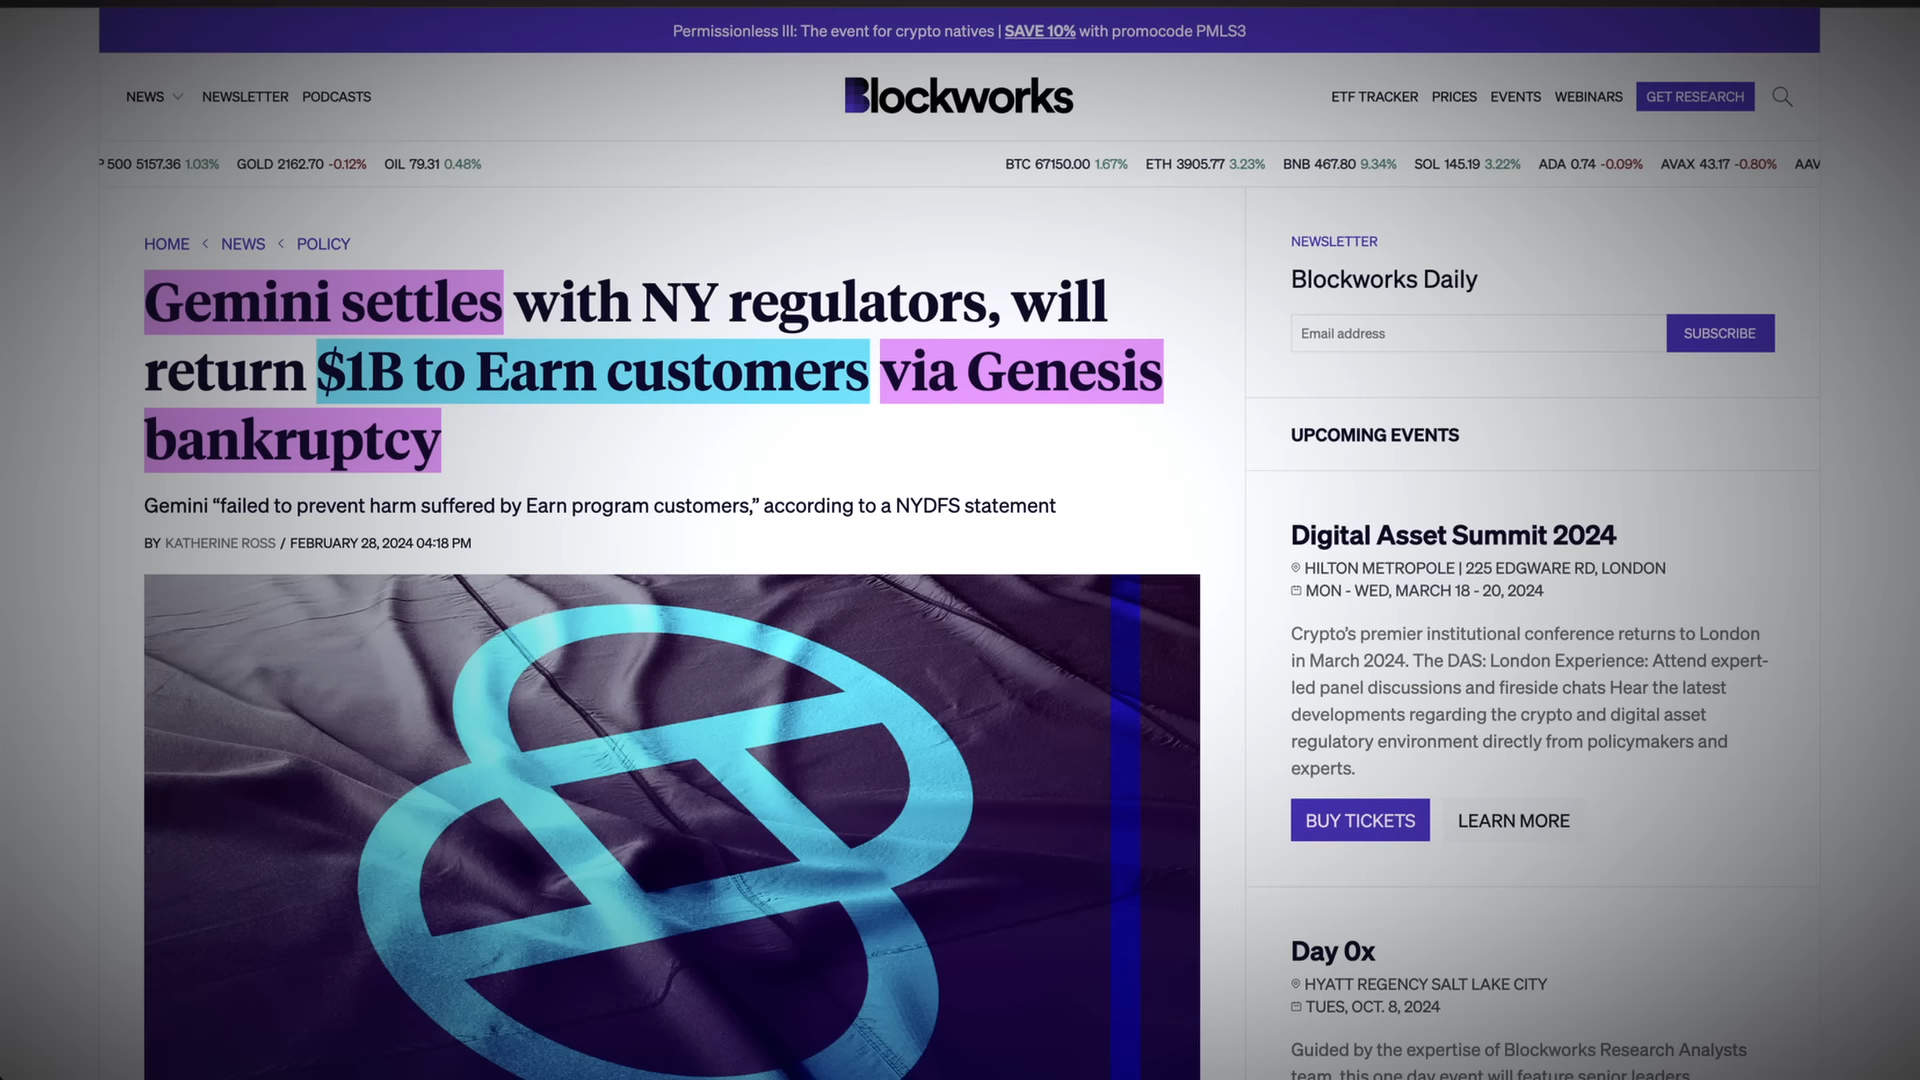 Permissionless III: The event for crypto natives | SAVE 10% with promocode PMLS3
NEWS NEWSLETTER PODCASTS
Blockworks
ETF TRACKER PRICES EVENTS WEBINARS GET RESEARCH
P 500 5157.36 1.03% GOLD 2162.70 -0.12% OIL 79.31 0.48% BTC 67150.00 1.67% ETH 3905.77 3.23% BNB 467.80 9.34% SOL 145.19 3.22% ADA 0.74 -0.09% AVAX 43.17 -0.80% AAV
HOME < NEWS < POLICY
Gemini settles with NY regulators, will
return $1B to Earn customers via Genesis
bankruptcy
Gemini “failed to prevent harm suffered by Earn program customers,” according to a NYDFS statement
BY KATHERINE ROSS / FEBRUARY 28, 2024 04:18 PM
NEWSLETTER
Blockworks Daily
Email address SUBSCRIBE
UPCOMING EVENTS
Digital Asset Summit 2024
HILTON METROPOLE | 225 EDGWARE RD, LONDON
MON - WED, MARCH 18 - 20, 2024
Crypto’s premier institutional conference returns to London
in March 2024. The DAS: London Experience: Attend expert-
led panel discussions and fireside chats Hear the latest
developments regarding the crypto and digital asset
regulatory environment directly from policymakers and
experts.
BUY TICKETS LEARN MORE
Day 0x
HYATT REGENCY SALT LAKE CITY
TUES, OCT. 8, 2024
Guided by the expertise of Blockworks Research Analysts
team, this one day event will feature senior leaders